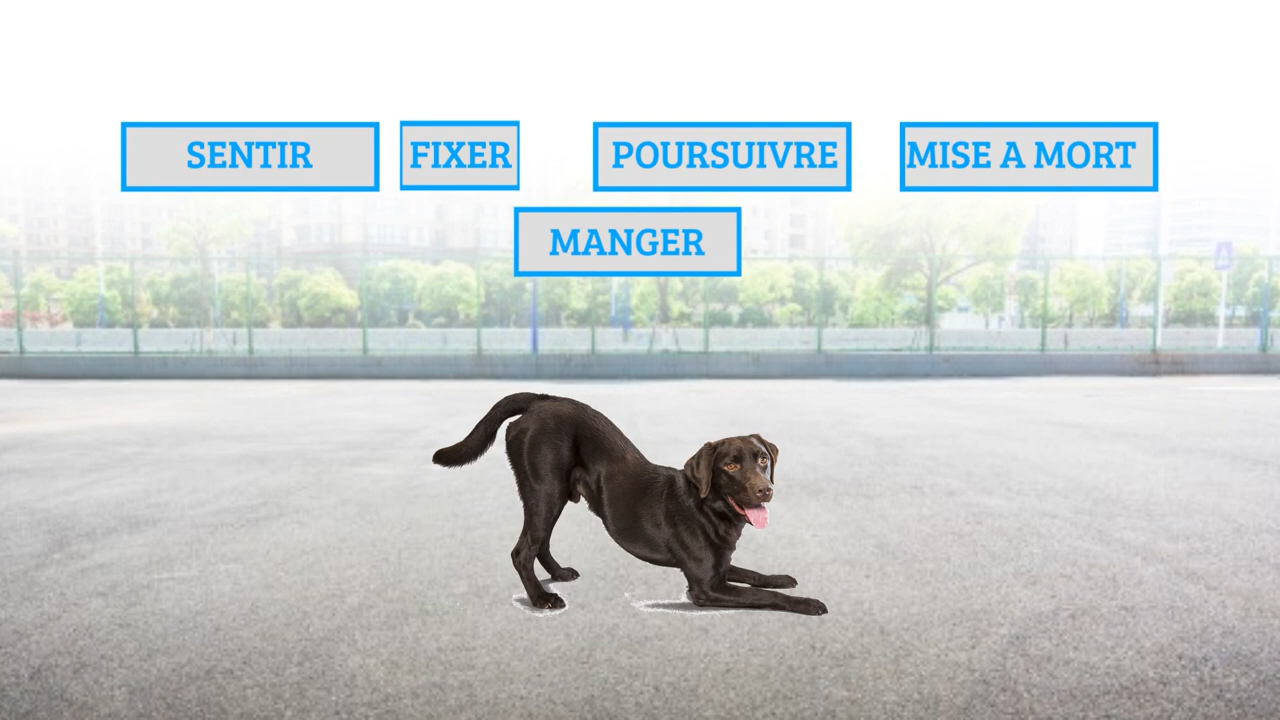 SENTIR
FIXER
POURSUIVRE
MISE A MORT
MANGER